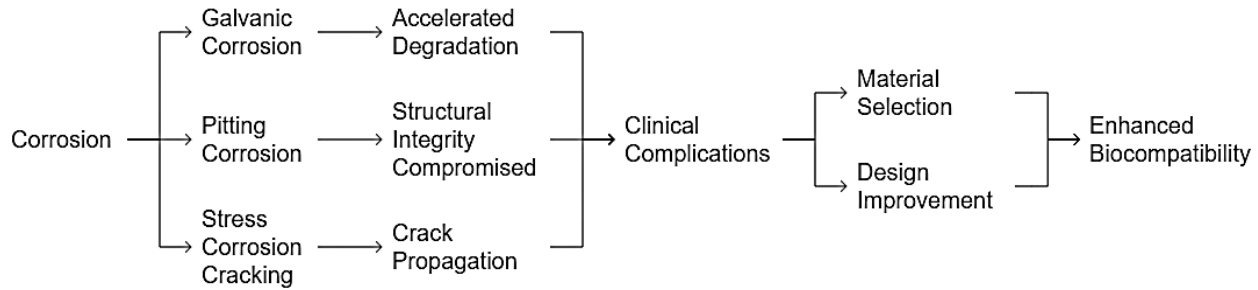 Corrosion
Galvanic
Corrosion
Accelerated
Degradation
Pitting
Corrosion
Structural
Integrity
Compromised
Stress
Corrosion
Cracking
Crack
Propagation
Clinical
Complications
Material
Selection
Design
Improvement
Enhanced
Biocompatibility